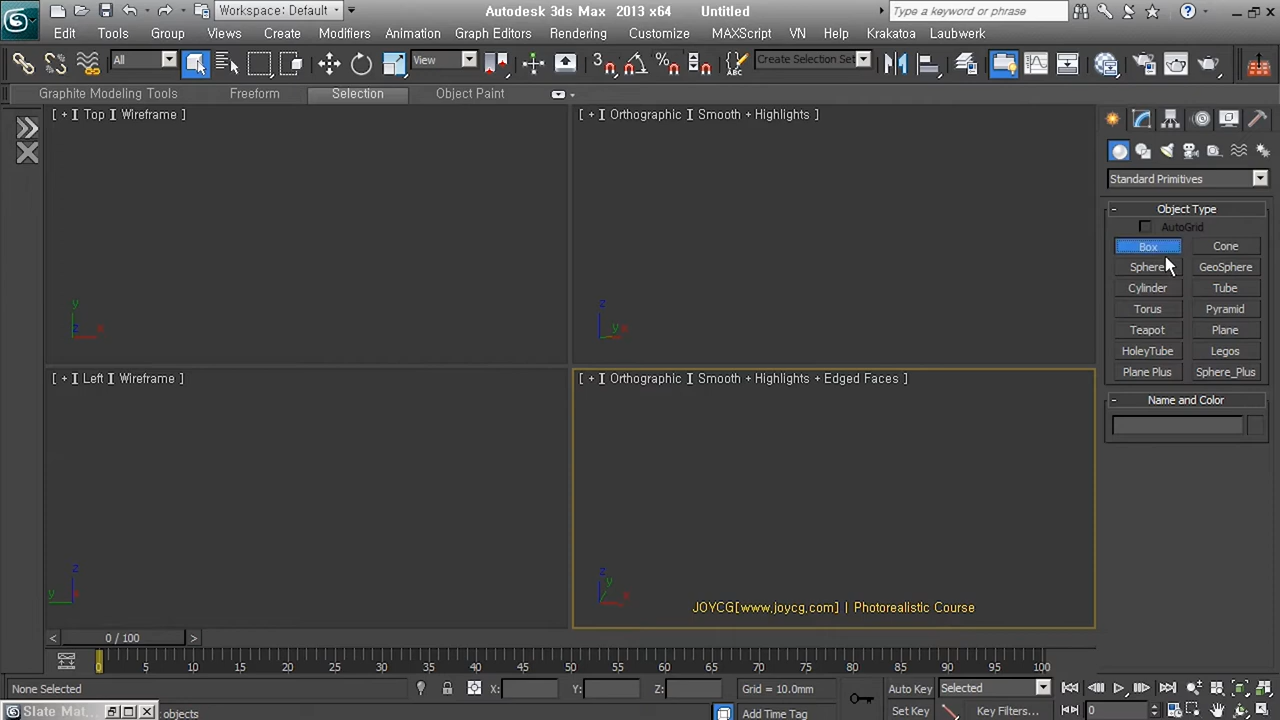 Workspace: Default
Autodesk 3ds Max 2013 x64 Untitled
Type a keyword or phrase
Edit Tools Group Views Create Modifiers Animation Graph Editors Rendering Customize MAXScript VN Help Krakatoa Laubwerk
All
View
3
Create Selection Set
ABC
Graphite Modeling Tools Freeform Selection Object Paint
[ + ] Top ] Wireframe ]
[ + ] Orthographic ] Smooth + Highlights ]
Standard Primitives
- Object Type
AutoGrid
Box Cone
Sphere GeoSphere
Cylinder Tube
Torus Pyramid
Teapot Plane
HoleyTube Legos
Plane Plus Sphere_Plus
- Name and Color
y
z x
z
y x
[ + ] Left ] Wireframe ]
[ + ] Orthographic ] Smooth + Highlights + Edged Faces ]
z
y x
z
y
x
JOYCG[www.joycg.com] | Photorealistic Course
< 0 / 100 >
0 5 10 15 20 25 30 35 40 45 50 55 60 65 70 75 80 85 90 95 100
None Selected X: Y: Z: Grid = 10.0mm Auto Key Selected
Slate Mat... objects Add Time Tag Set Key Key Filters... 0